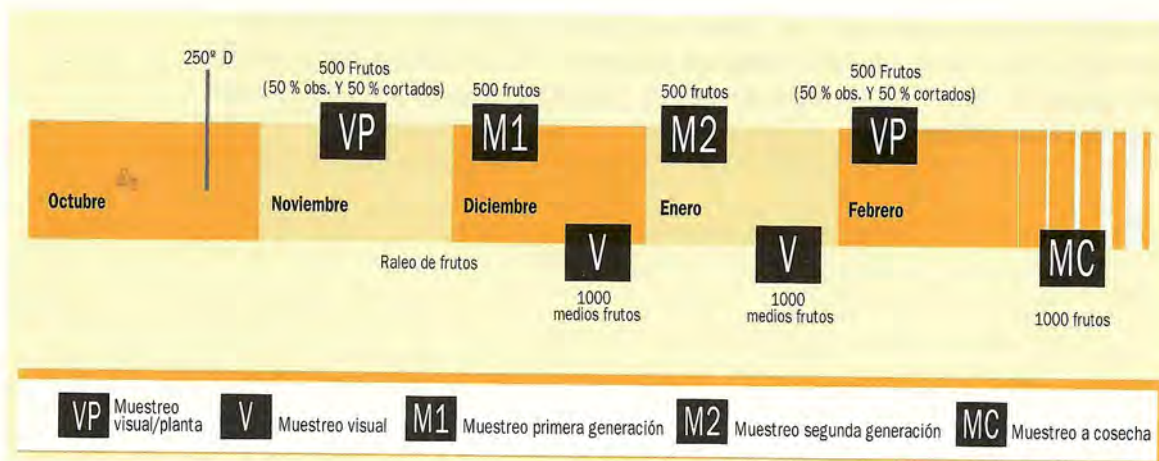 250º D
500 Frutos
(50 % obs. Y 50 % cortados)
VP
500 frutos
M1
500 frutos
M2
500 Frutos
(50 % obs. Y 50 % cortados)
VP
Octubre
Noviembre
Diciembre
Enero
Febrero
Raleo de frutos
V
1000
medios frutos
V
1000
medios frutos
MC
1000 frutos
VP Muestreo
visual/planta
V Muestreo visual
M1 Muestreo primera generación
M2 Muestreo segunda generación
MC Muestreo a cosecha